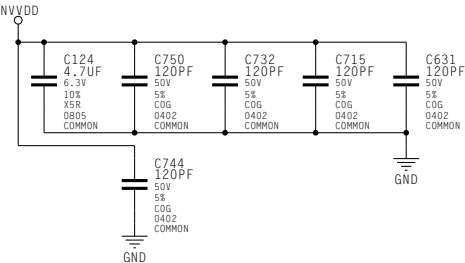 NVVDD
C124
4.7UF
6.3V
10%
X5R
0805
COMMON
C750
120PF
50V
5%
COG
0402
COMMON
C732
120PF
50V
5%
COG
0402
COMMON
C715
120PF
50V
5%
COG
0402
COMMON
C631
120PF
50V
5%
COG
0402
COMMON
GND
C744
120PF
50V
5%
COG
0402
COMMON
GND